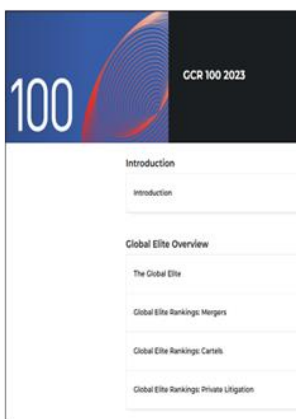 100
GCR 100 2023
Introduction
Introduction
Global Elite Overview
The Global Elite
Global Elite Rankings: Mergers
Global Elite Rankings: Cartels
Global Elite Rankings: Private Litigation